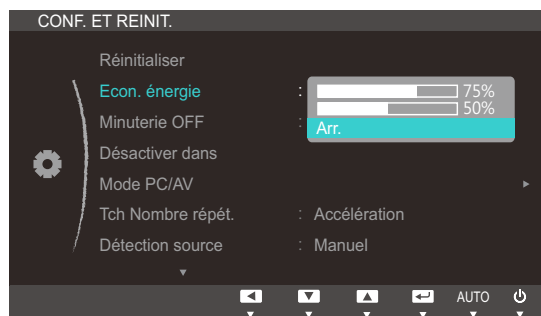 CONF. ET REINIT.
Réinitialiser
Econ. énergie : 75%
50%
Minuterie OFF : Arr.
Désactiver dans
Mode PC/AV
Tch Nombre répét. : Accélération
Détection source : Manuel
AUTO